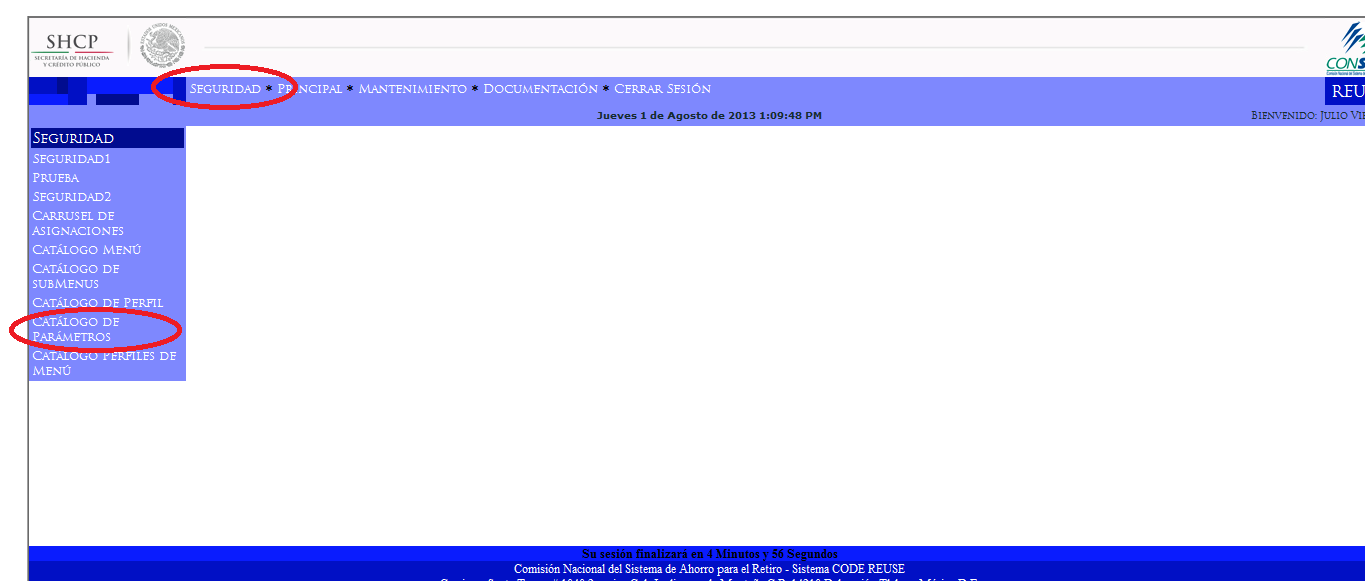 SHCP
SECRETARÍA DE HACIENDA
Y CRÉDITO PÚBLICO
ESTADOS UNIDOS MEXICANOS
SEGURIDAD * PRINCIPAL * MANTENIMIENTO * DOCUMENTACIÓN * CERRAR SESIÓN
REU
Jueves 1 de Agosto de 2013 1:09:48 PM
BIENVENIDO: JULIO
SEGURIDAD
SEGURIDAD1
PRUEBA
SEGURIDAD2
CARRUSEL DE
ASIGNACIONES
CATÁLOGO MENÚ
CATÁLOGO DE
SUBMENUS
CATÁLOGO DE PERFIL
CATÁLOGO DE
PARÁMETROS
CATÁLOGO PERFILES DE
MENÚ
Su sesión finalizará en 4 Minutos y 56 Segundos
Comisión Nacional del Sistema de Ahorro para el Retiro - Sistema CODE REUSE